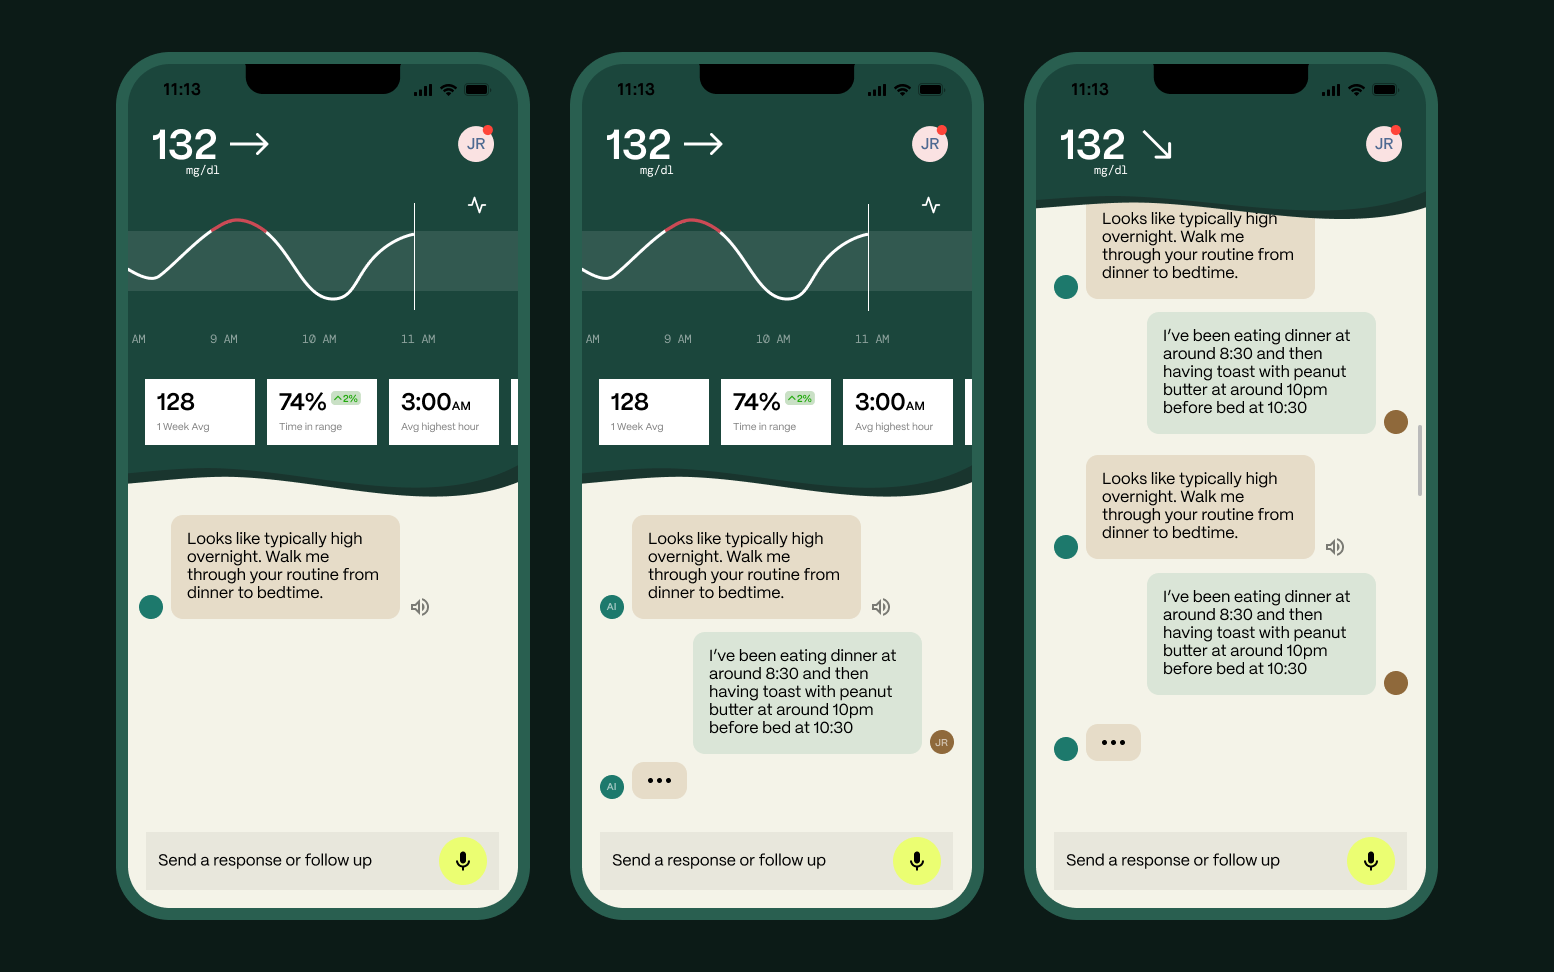 11:13
132
mg/dl
JR
AM
9 AM
10 AM
11 AM
128
1 Week Avg
74%
2%
Time in range
3:00AM
Avg highest hour
Looks like typically high
overnight. Walk me
through your routine from
dinner to bedtime.
Send a response or follow up
11:13
132
mg/dl
JR
AM
9 AM
10 AM
11 AM
128
1 Week Avg
74%
2%
Time in range
3:00AM
Avg highest hour
Looks like typically high
overnight. Walk me
through your routine from
dinner to bedtime.
AI
I’ve been eating dinner at
around 8:30 and then
having toast with peanut
butter at around 10pm
before bed at 10:30
JR
AI
Send a response or follow up
11:13
132
mg/dl
JR
Looks like typically high
overnight. Walk me
through your routine from
dinner to bedtime.
I’ve been eating dinner at
around 8:30 and then
having toast with peanut
butter at around 10pm
before bed at 10:30
Looks like typically high
overnight. Walk me
through your routine from
dinner to bedtime.
I’ve been eating dinner at
around 8:30 and then
having toast with peanut
butter at around 10pm
before bed at 10:30
Send a response or follow up